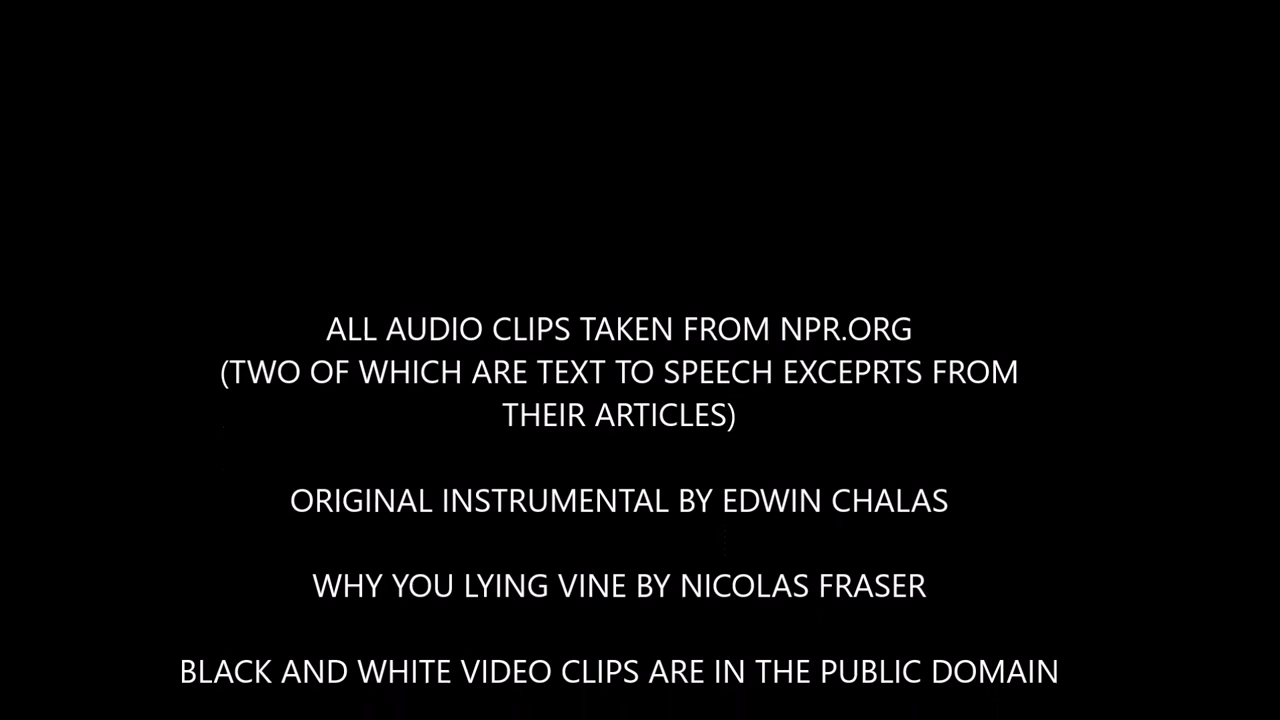 ALL AUDIO CLIPS TAKEN FROM NPR.ORG
(TWO OF WHICH ARE TEXT TO SPEECH EXCEPRTS FROM
THEIR ARTICLES)
ORIGINAL INSTRUMENTAL BY EDWIN CHALAS
WHY YOU LYING VINE BY NICOLAS FRASER
BLACK AND WHITE VIDEO CLIPS ARE IN THE PUBLIC DOMAIN